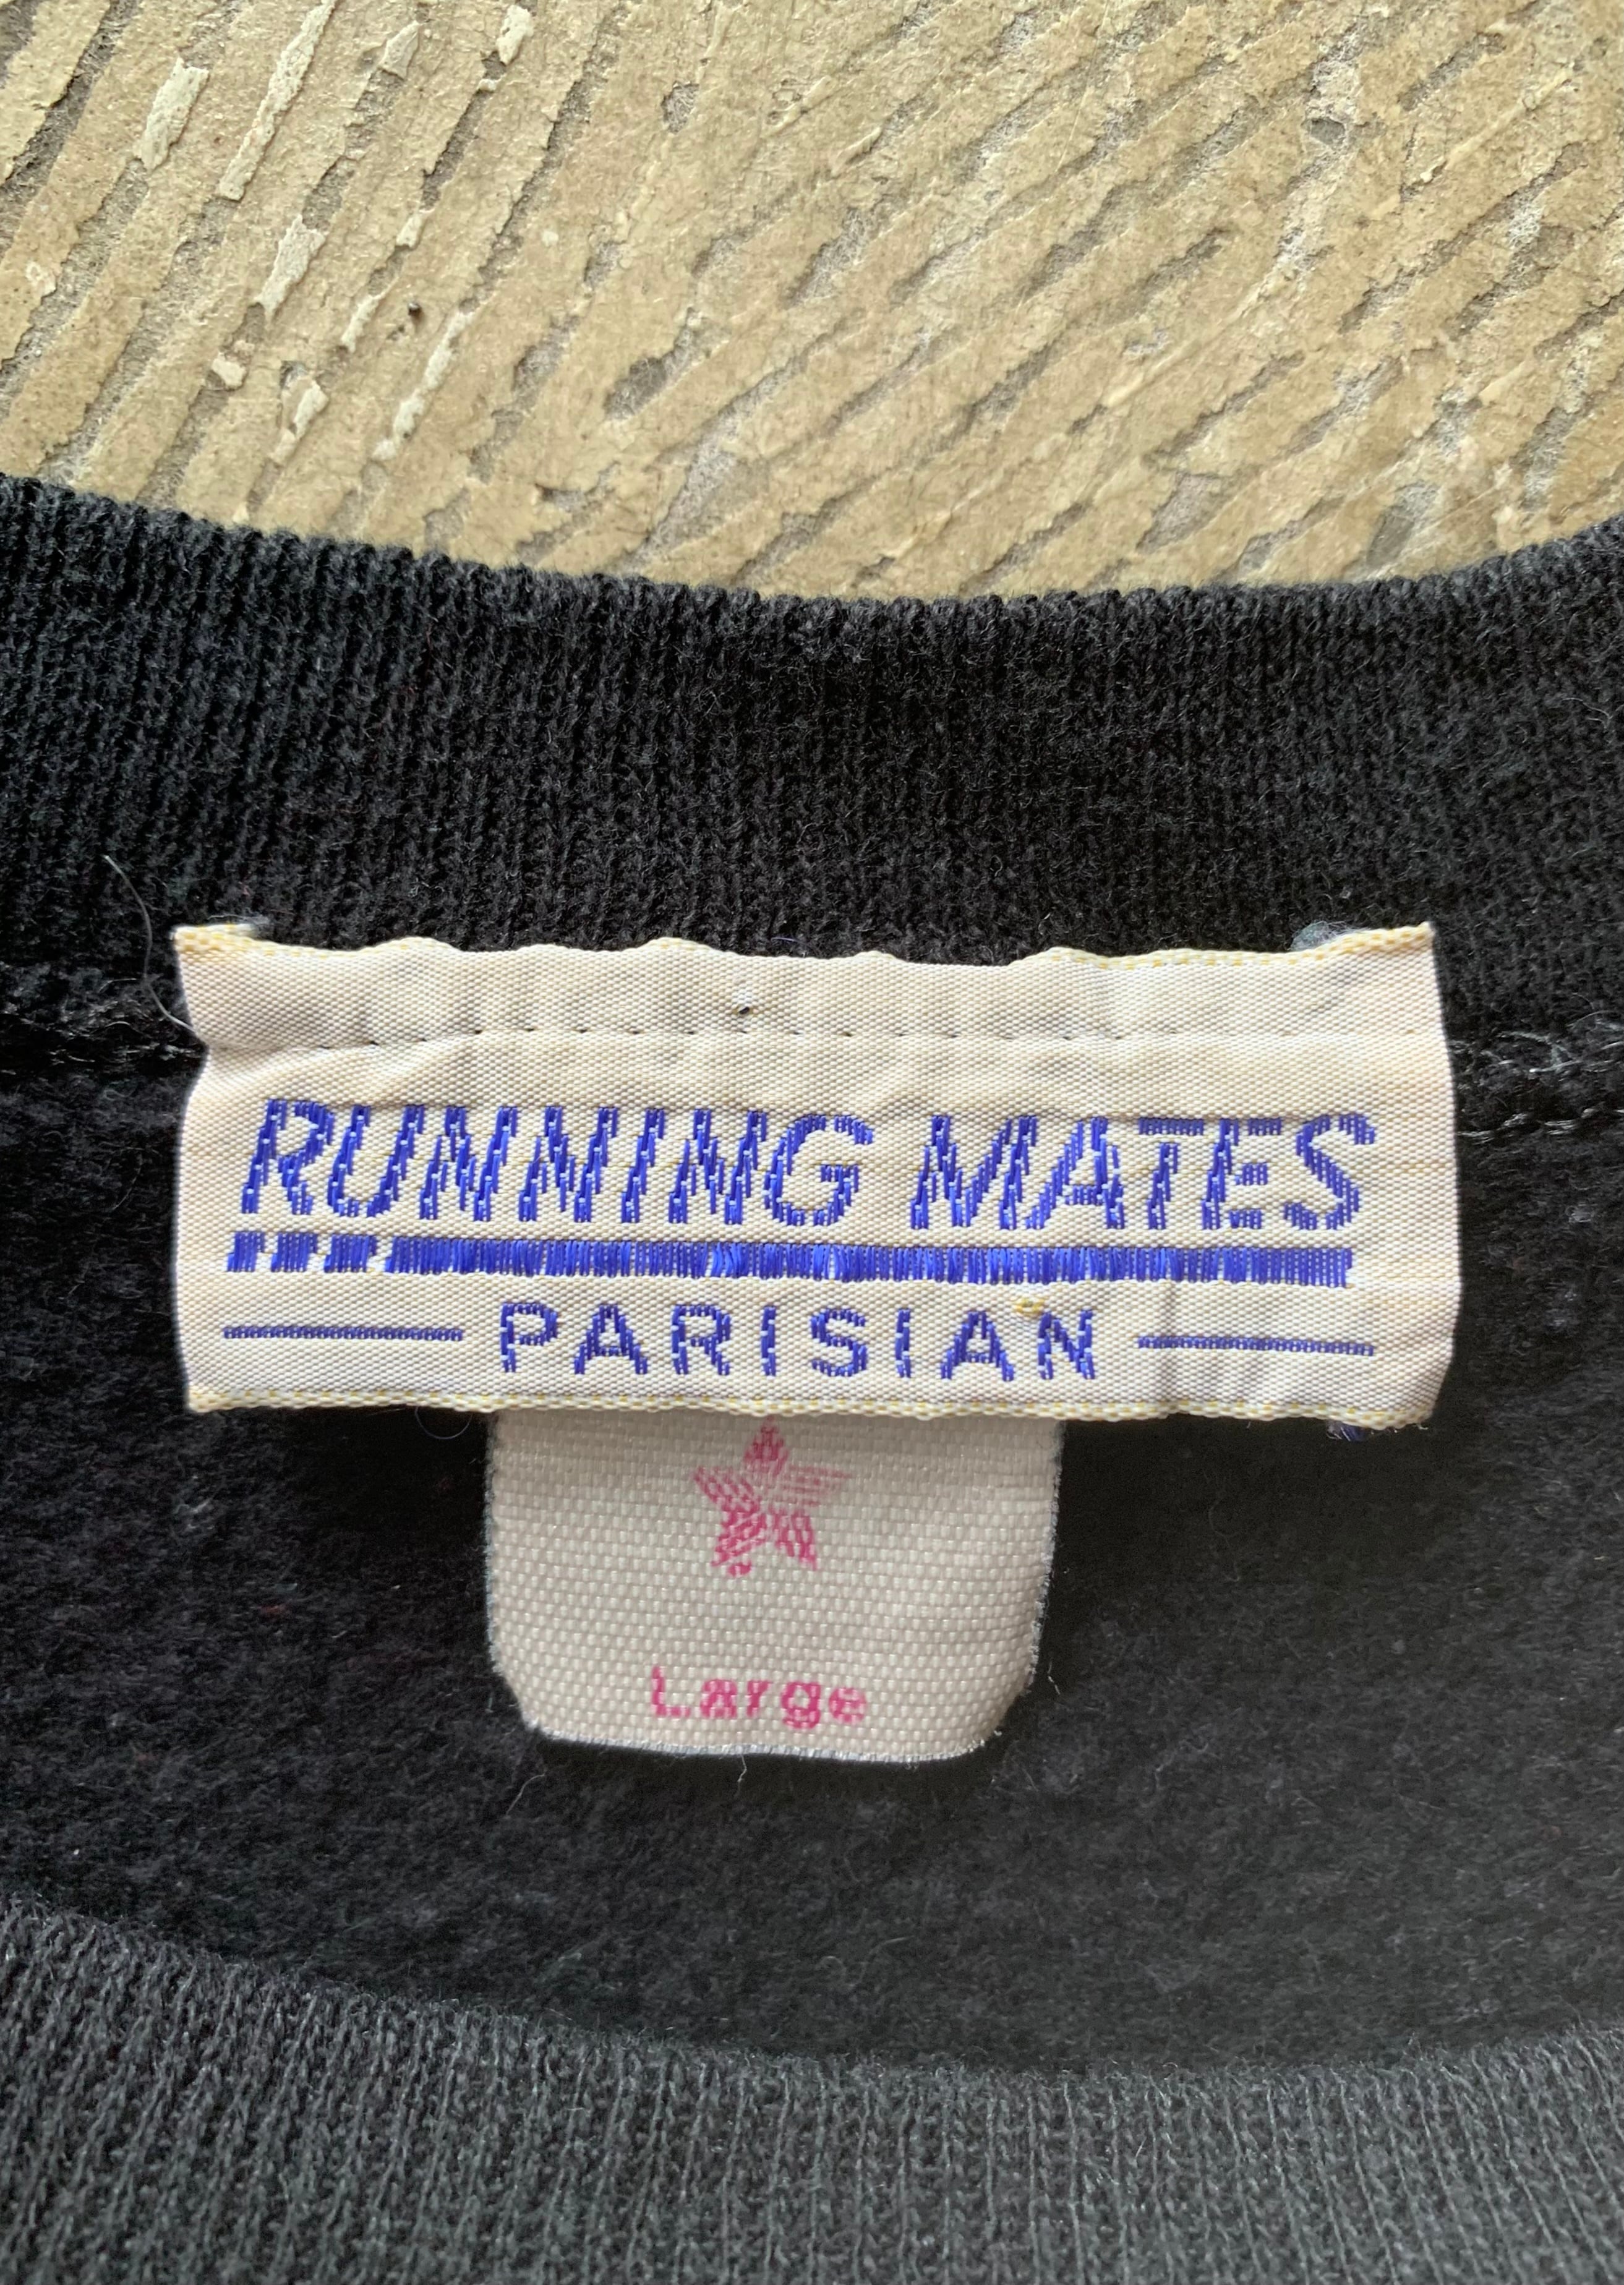 RUNNING MATES
PARISIAN
Large